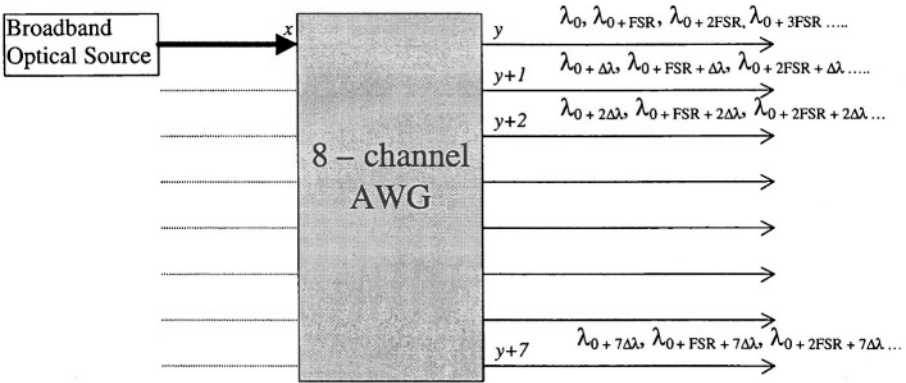 Broadband
Optical Source
x
8 – channel
AWG
y
λ0, λ0+FSR, λ0+2FSR, λ0+3FSR .....
y+1
λ0+Δλ, λ0+FSR+Δλ, λ0+2FSR+Δλ .....
y+2
λ0+2Δλ, λ0+FSR+2Δλ, λ0+2FSR+2Δλ ...
y+7
λ0+7Δλ, λ0+FSR+7Δλ, λ0+2FSR+7Δλ ...